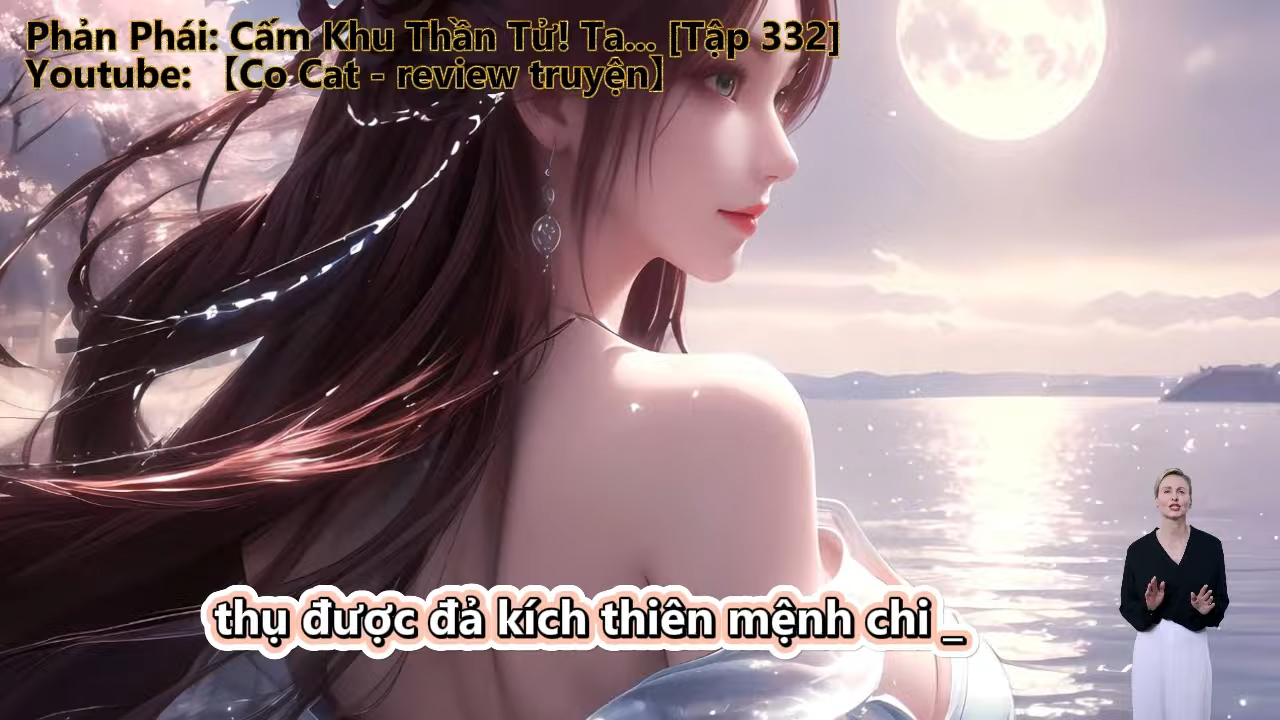 Phản Phái: Cấm Khu Thần Tử! Ta... [Tập 332]
Youtube: 【Co Cat - review truyện】
thụ được đả kích thiên mệnh chi _